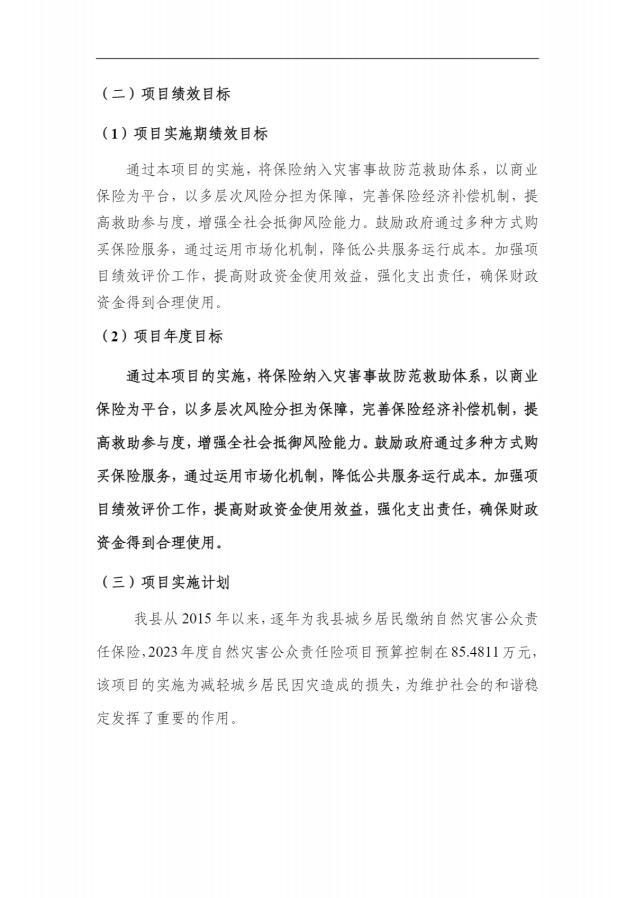 （二）项目绩效目标
（1）项目实施期绩效目标
通过本项目的实施，将保险纳入灾害事故防范救助体系，以商业
保险为平台，以多层次风险分担为保障，完善保险经济补偿机制，提
高救助参与度，增强全社会抵御风险能力。鼓励政府通过多种方式购
买保险服务，通过运用市场化机制，降低公共服务运行成本。加强项
目绩效评价工作，提高财政资金使用效益，强化支出责任，确保财政
资金得到合理使用。
（2）项目年度目标
通过本项目的实施，将保险纳入灾害事故防范救助体系，以商业
保险为平台，以多层次风险分担为保障，完善保险经济补偿机制，提
高救助参与度，增强全社会抵御风险能力。鼓励政府通过多种方式购
买保险服务，通过运用市场化机制，降低公共服务运行成本。加强项
目绩效评价工作，提高财政资金使用效益，强化支出责任，确保财政
资金得到合理使用。
（三）项目实施计划
我县从 2015 年以来，逐年为我县城乡居民缴纳自然灾害公众责
任保险，2023 年度自然灾害公众责任险项目预算控制在 85.4811 万元，
该项目的实施为减轻城乡居民因灾造成的损失，为维护社会的和谐稳
定发挥了重要的作用。